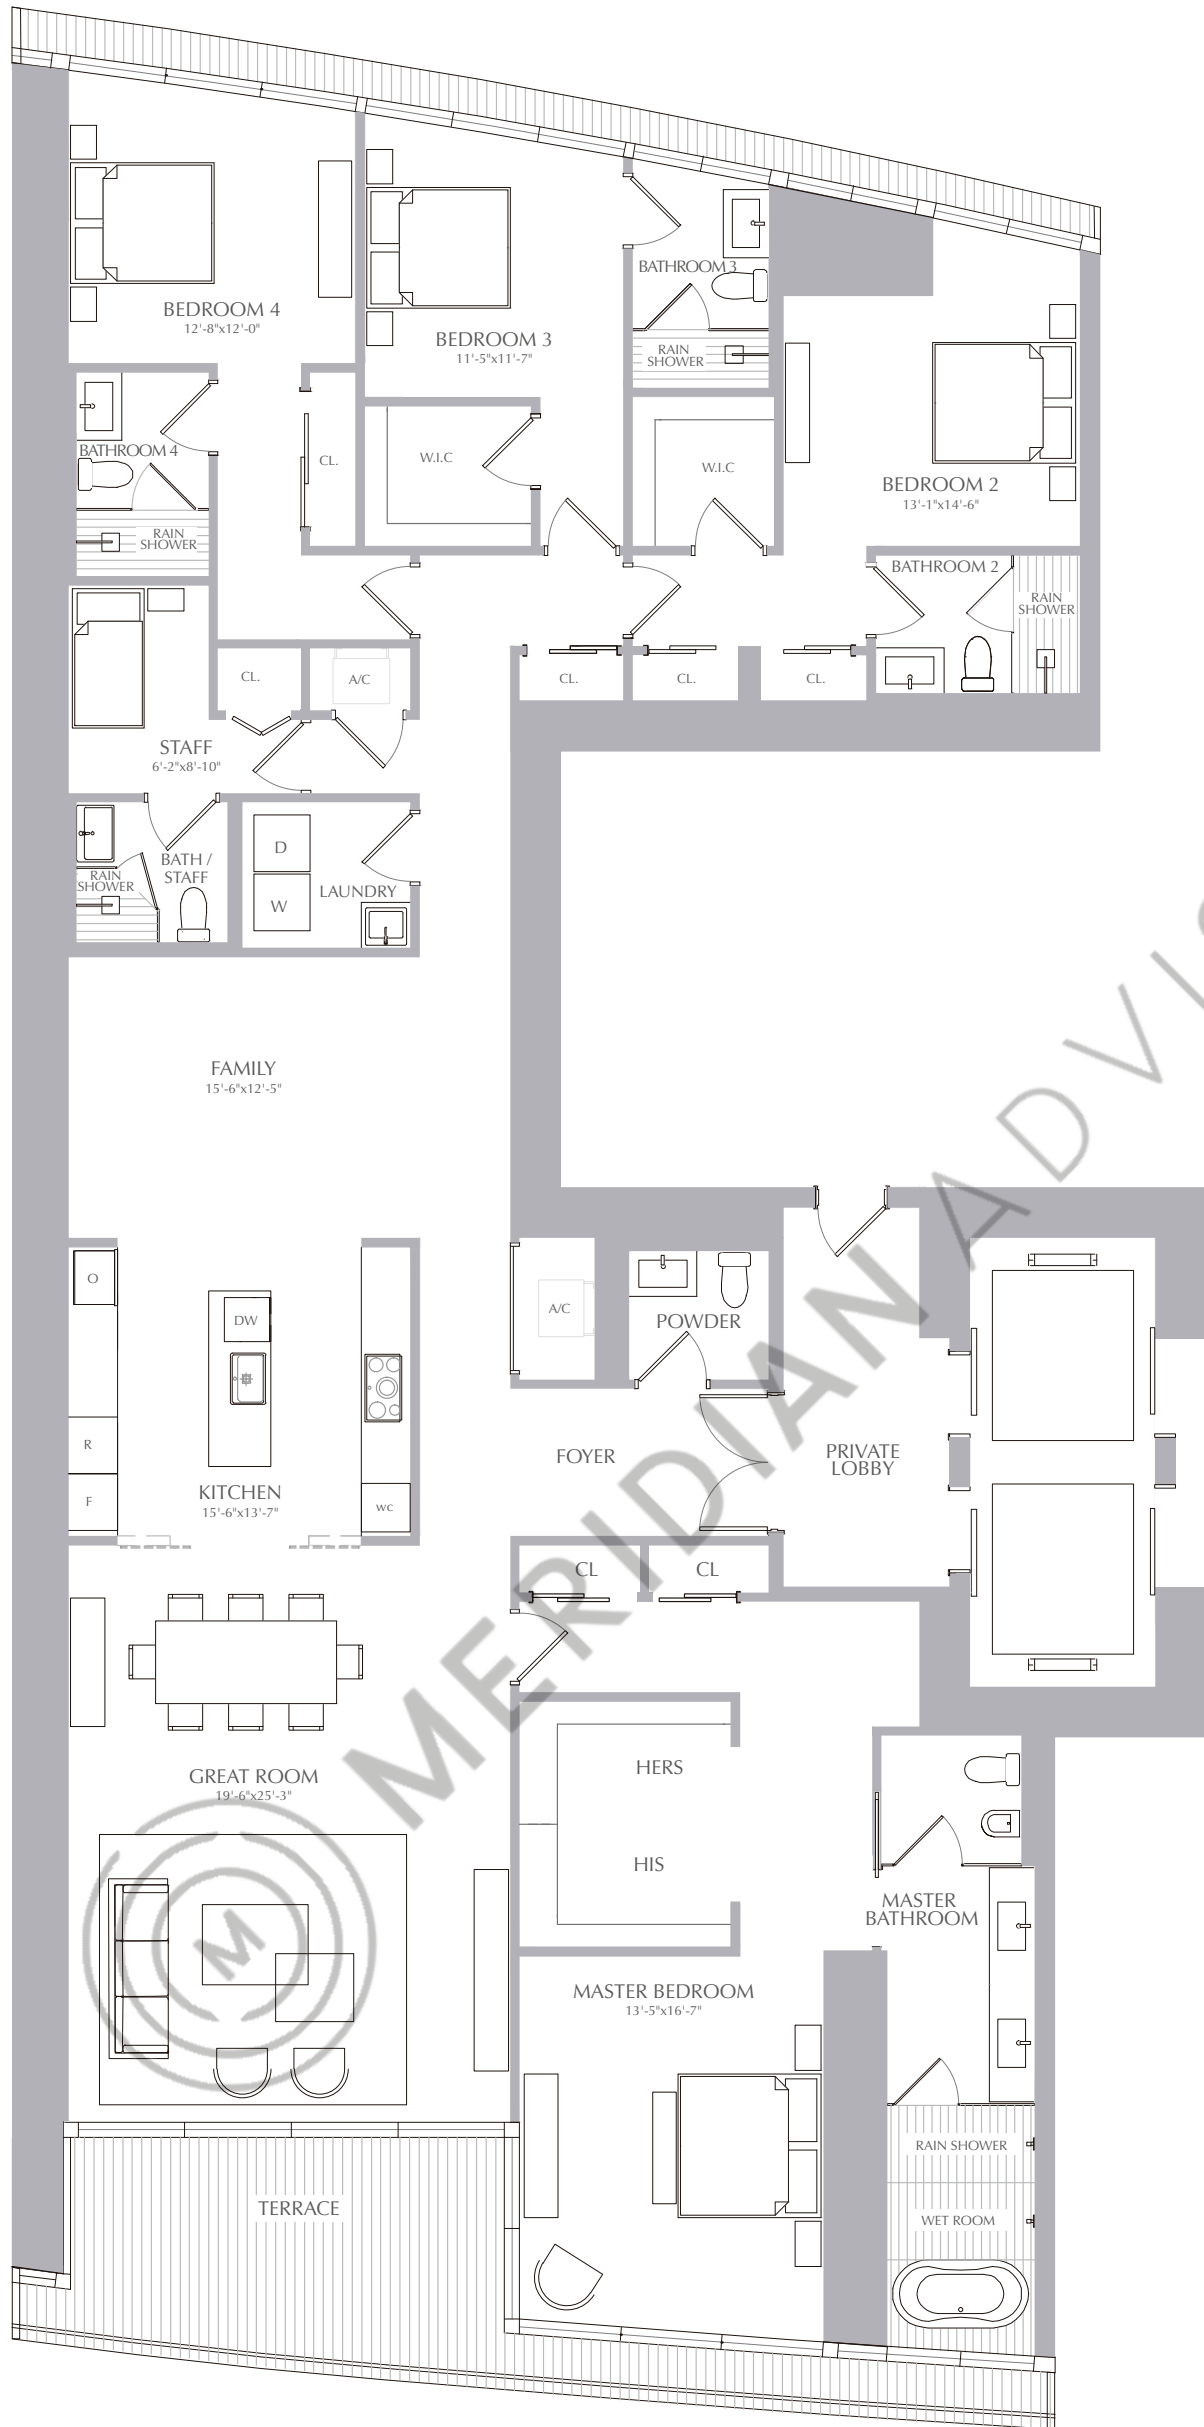 BEDROOM 4
12'-8"x12'-0"
BEDROOM 3
11'-5"x11'-7"
BATHROOM 3
RAIN
SHOWER
BEDROOM 2
13'-1"x14'-6"
BATHROOM 4
RAIN
SHOWER
CL.
W.I.C
W.I.C
BATHROOM 2
RAIN
SHOWER
CL.
A/C
CL.
CL.
CL.
STAFF
6'-2"x8'-10"
BATH /
STAFF
RAIN
SHOWER
D
W
LAUNDRY
FAMILY
15'-6"x12'-5"
O
DW
R
F
KITCHEN
15'-6"x13'-7"
wc
A/C
POWDER
FOYER
PRIVATE
LOBBY
CL
CL
GREAT ROOM
19'-6"x25'-3"
HERS
HIS
MASTER
BATHROOM
MASTER BEDROOM
13'-5"x16'-7"
RAIN SHOWER
WET ROOM
TERRACE
M MERIDIAN ADVIS